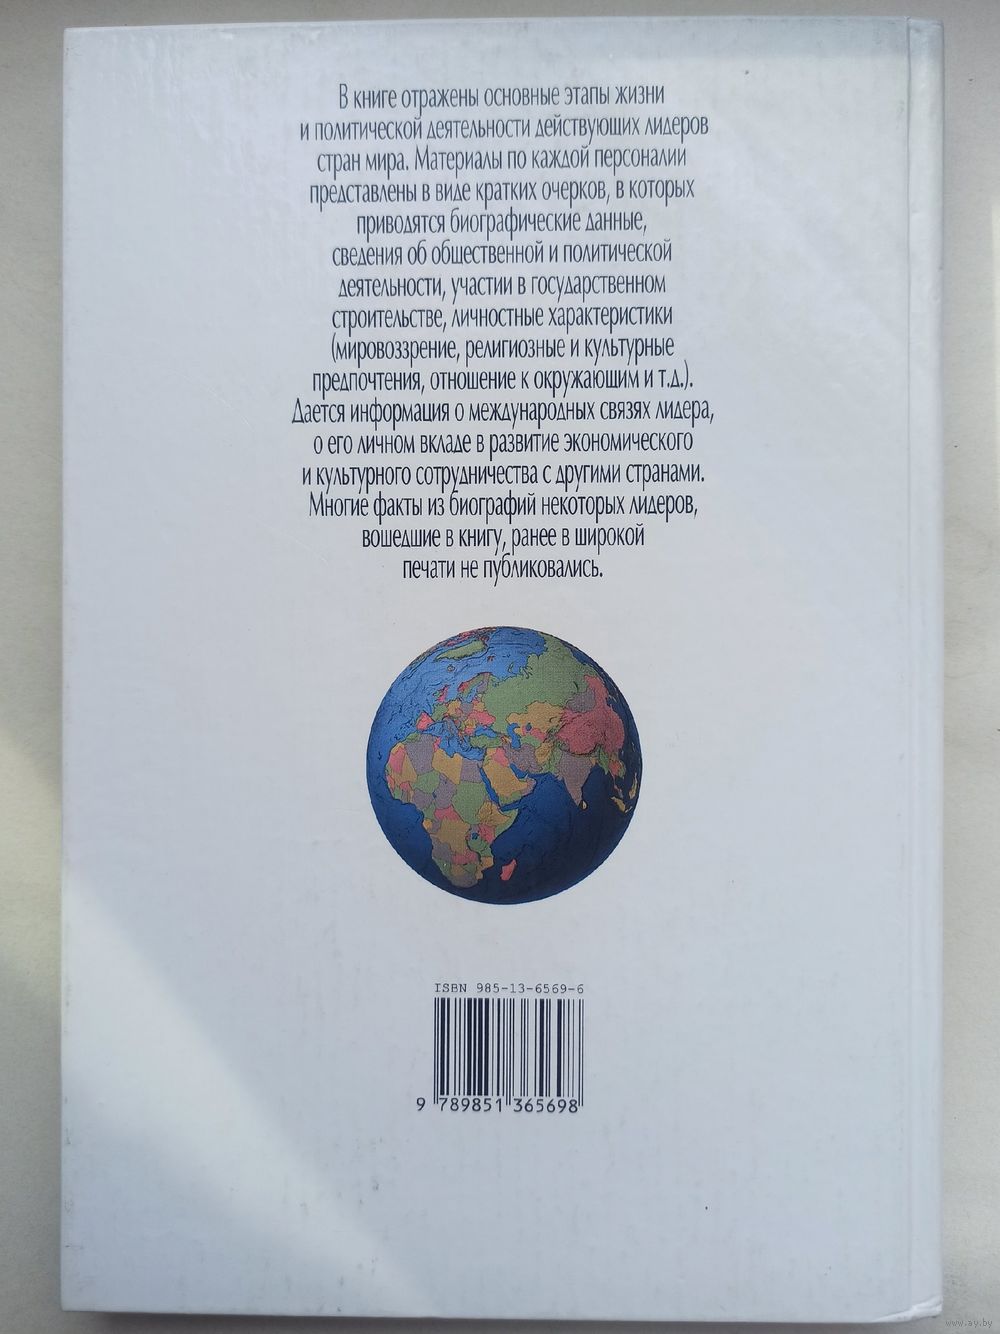 В книге отражены основные этапы жизни
и политической деятельности действующих лидеров
стран мира. Материалы по каждой персоналии
представлены в виде кратких очерков, в которых
приводятся биографические данные,
сведения об общественной и политической
деятельности, участии в государственном
строительстве, личностные характеристики
(мировоззрение, религиозные и культурные
предпочтения, отношение к окружающим и т.д.).
Дается информация о международных связях лидера,
о его личном вкладе в развитие экономического
и культурного сотрудничества с другими странами.
Многие факты из биографий некоторых лидеров,
вошедшие в книгу, ранее в широкой
печати не публиковались.
ISBN 985-13-6569-6
9 789851 365698
www.ay.by